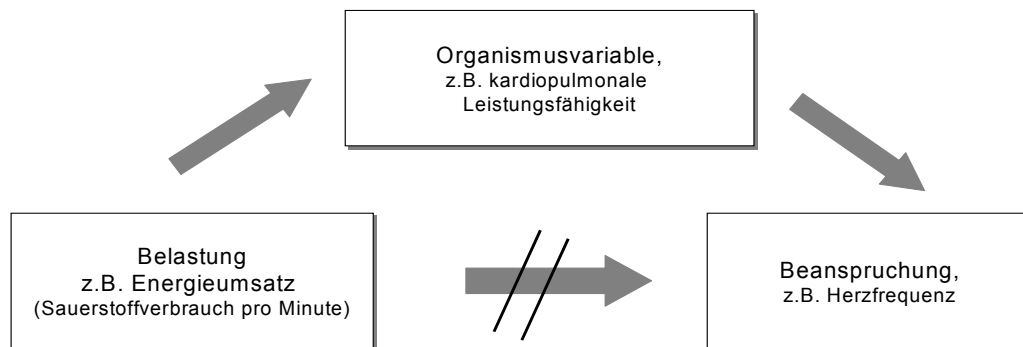 Organismusvariable,
z.B. kardiopulmonale
Leistungsfähigkeit
Belastung
z.B. Energieumsatz
(Sauerstoffverbrauch pro Minute)
Beanspruchung,
z.B. Herzfrequenz